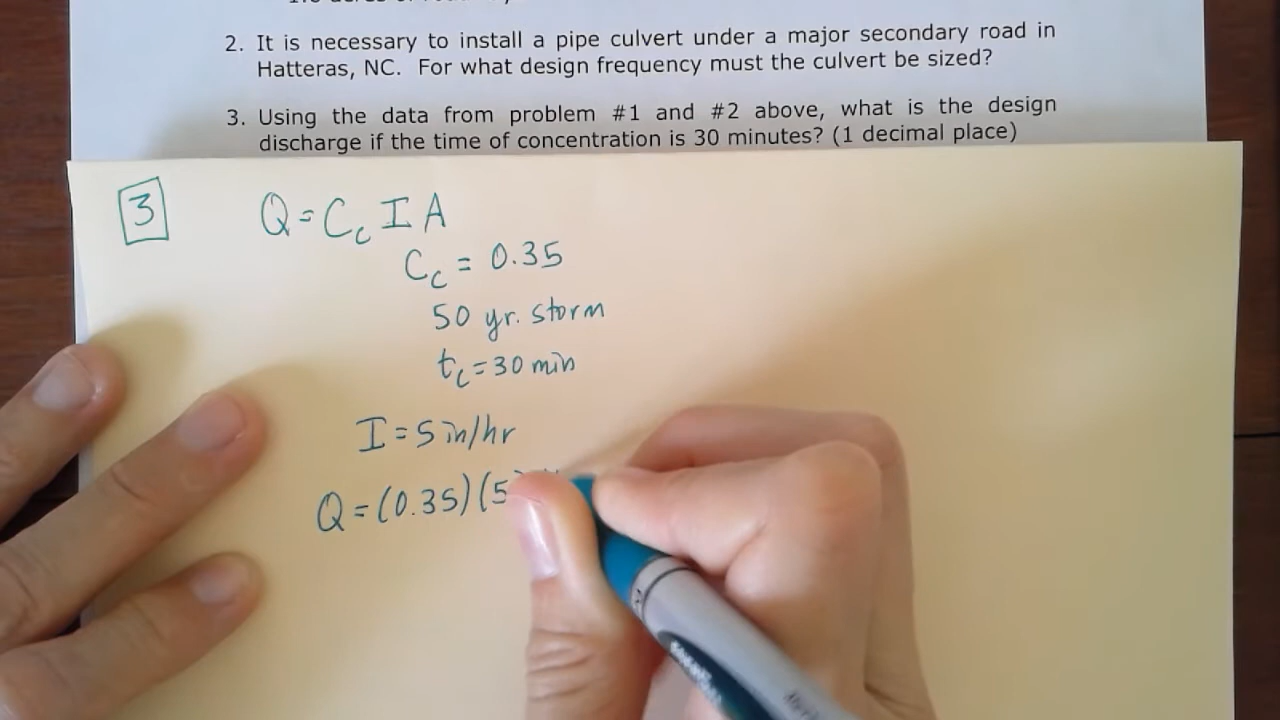 2. It is necessary to install a pipe culvert under a major secondary road in
Hatteras, NC. For what design frequency must the culvert be sized?
3. Using the data from problem #1 and #2 above, what is the design
discharge if the time of concentration is 30 minutes? (1 decimal place)
3
Q = Cc I A
Cc = 0.35
50 yr. storm
tc = 30 min
I = 5 in/hr
Q = (0.35)(5